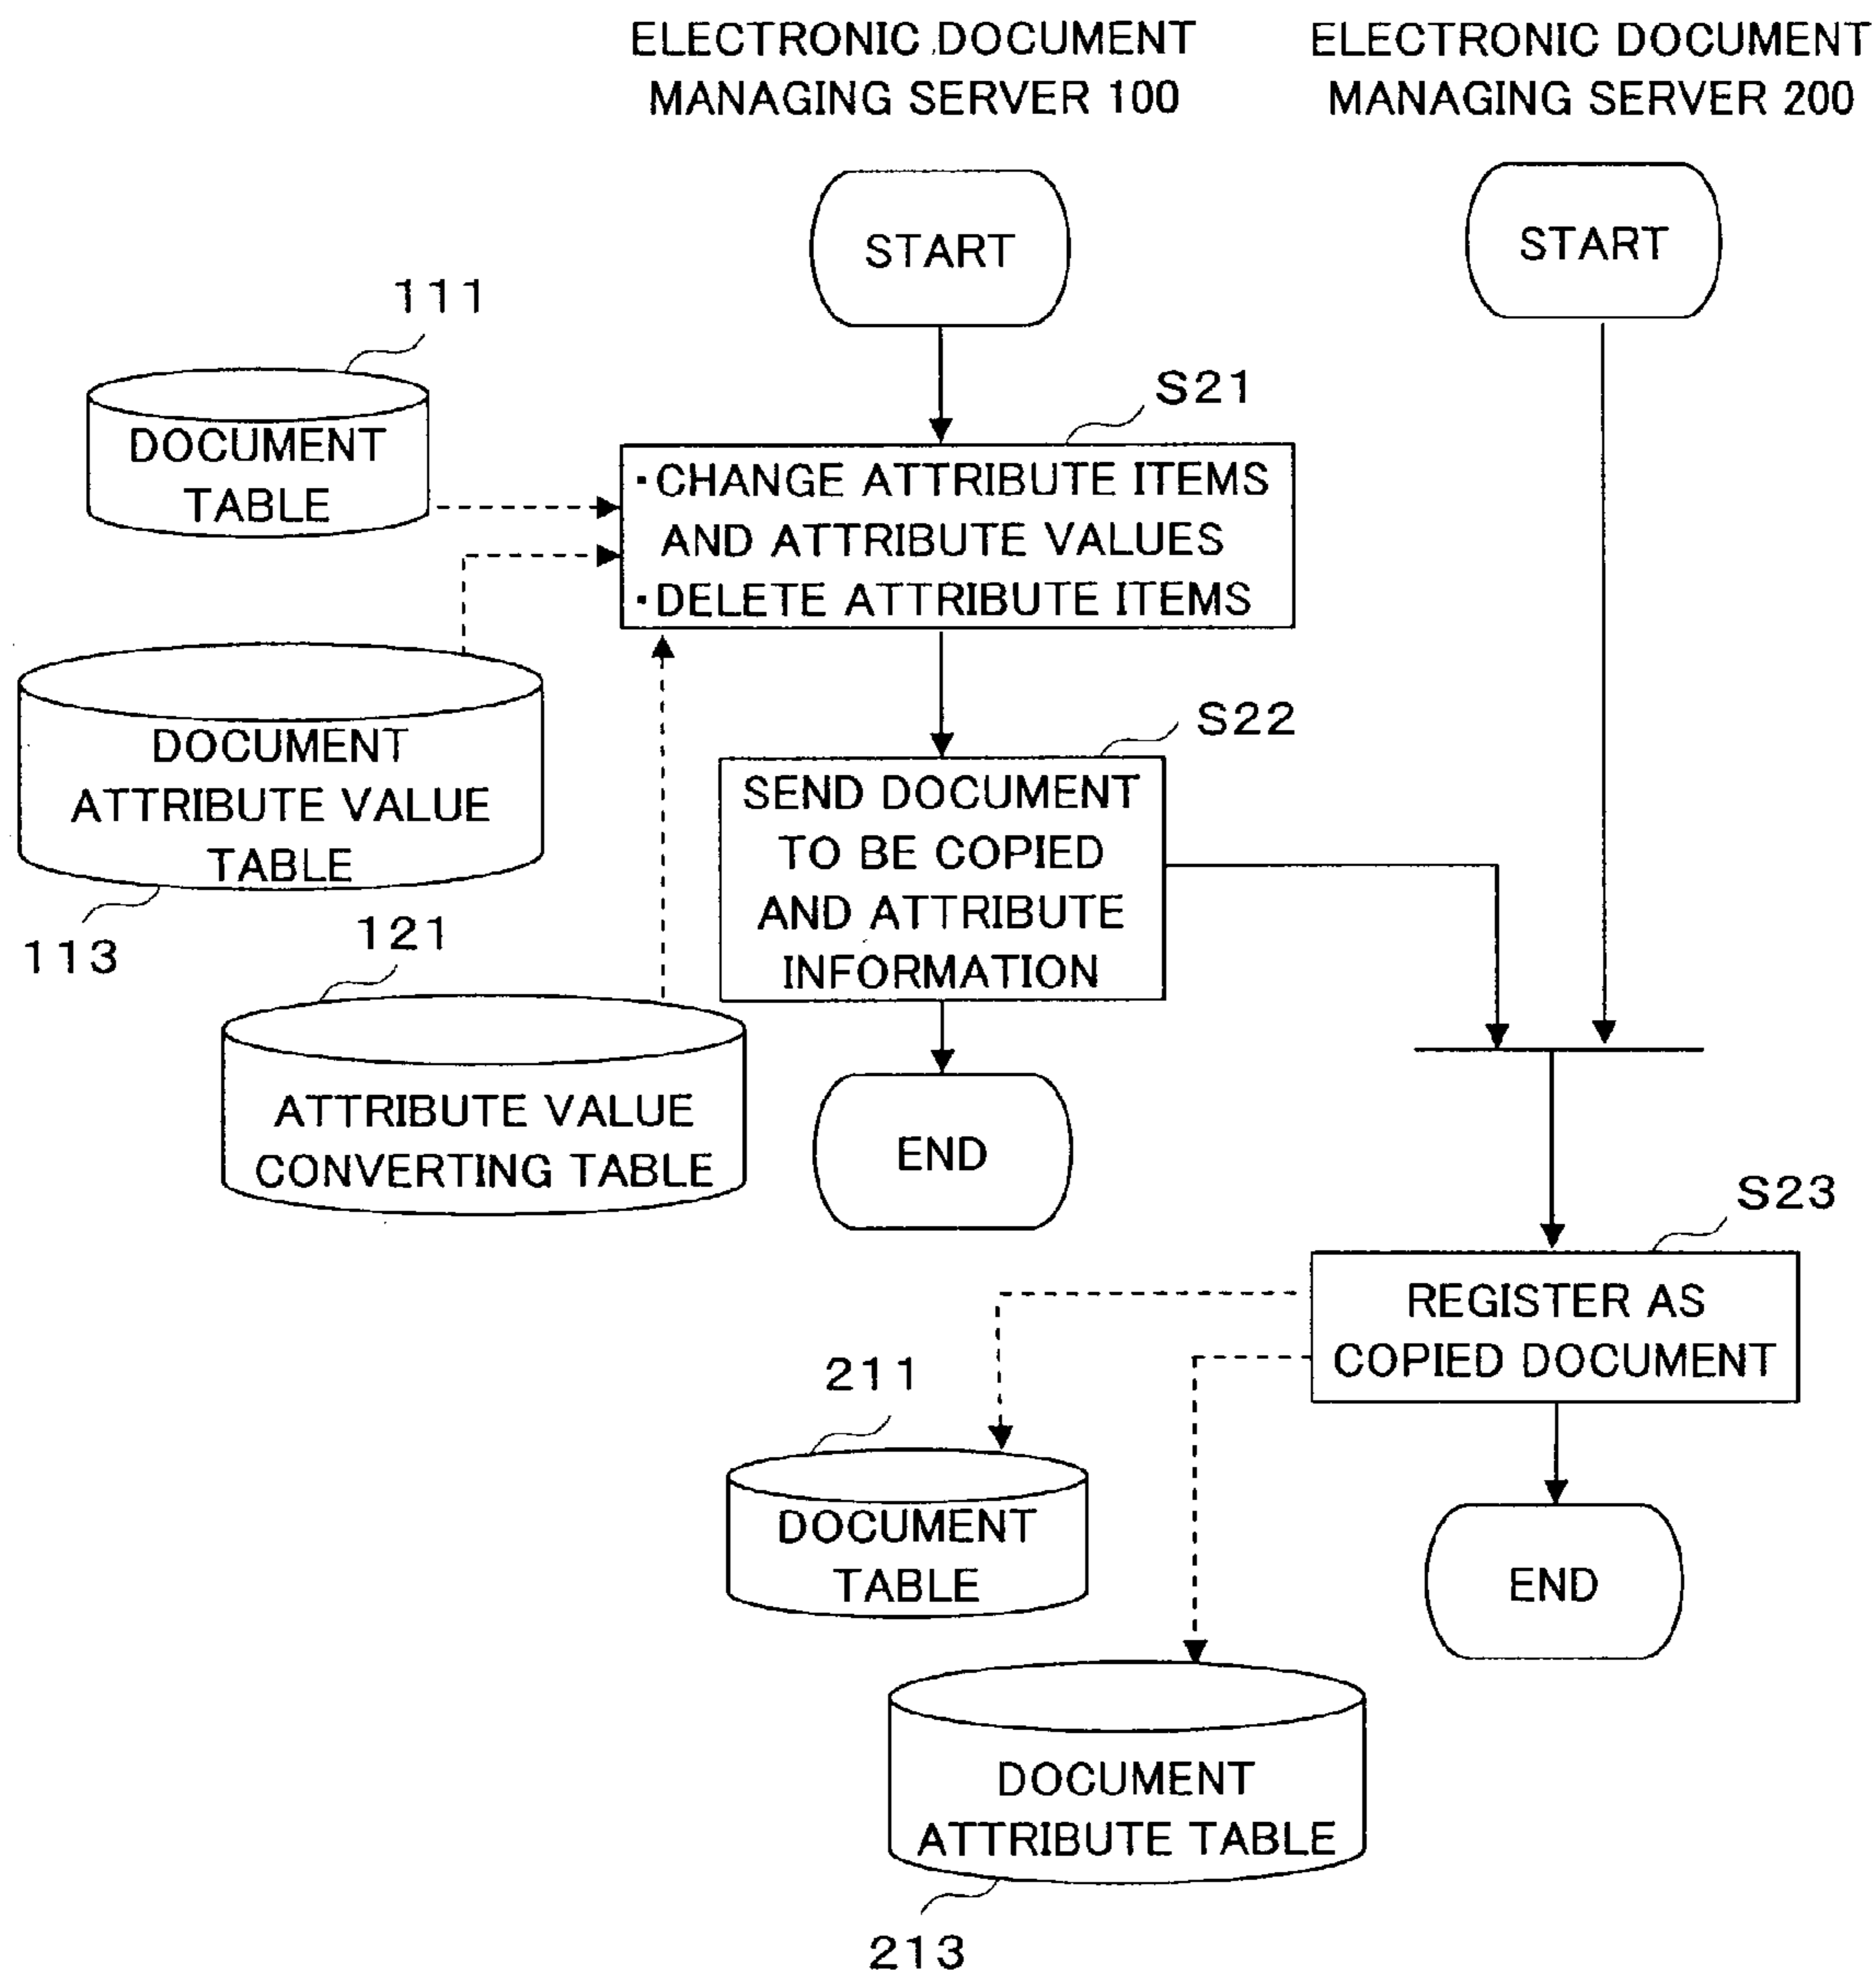 ELECTRONIC DOCUMENT
MANAGING SERVER 100
ELECTRONIC DOCUMENT
MANAGING SERVER 200
START
START
111
DOCUMENT
TABLE
S21
・CHANGE ATTRIBUTE ITEMS
AND ATTRIBUTE VALUES
・DELETE ATTRIBUTE ITEMS
DOCUMENT
ATTRIBUTE VALUE
TABLE
113
S22
SEND DOCUMENT
TO BE COPIED
AND ATTRIBUTE
INFORMATION
121
ATTRIBUTE VALUE
CONVERTING TABLE
END
S23
REGISTER AS
COPIED DOCUMENT
211
DOCUMENT
TABLE
END
DOCUMENT
ATTRIBUTE TABLE
213